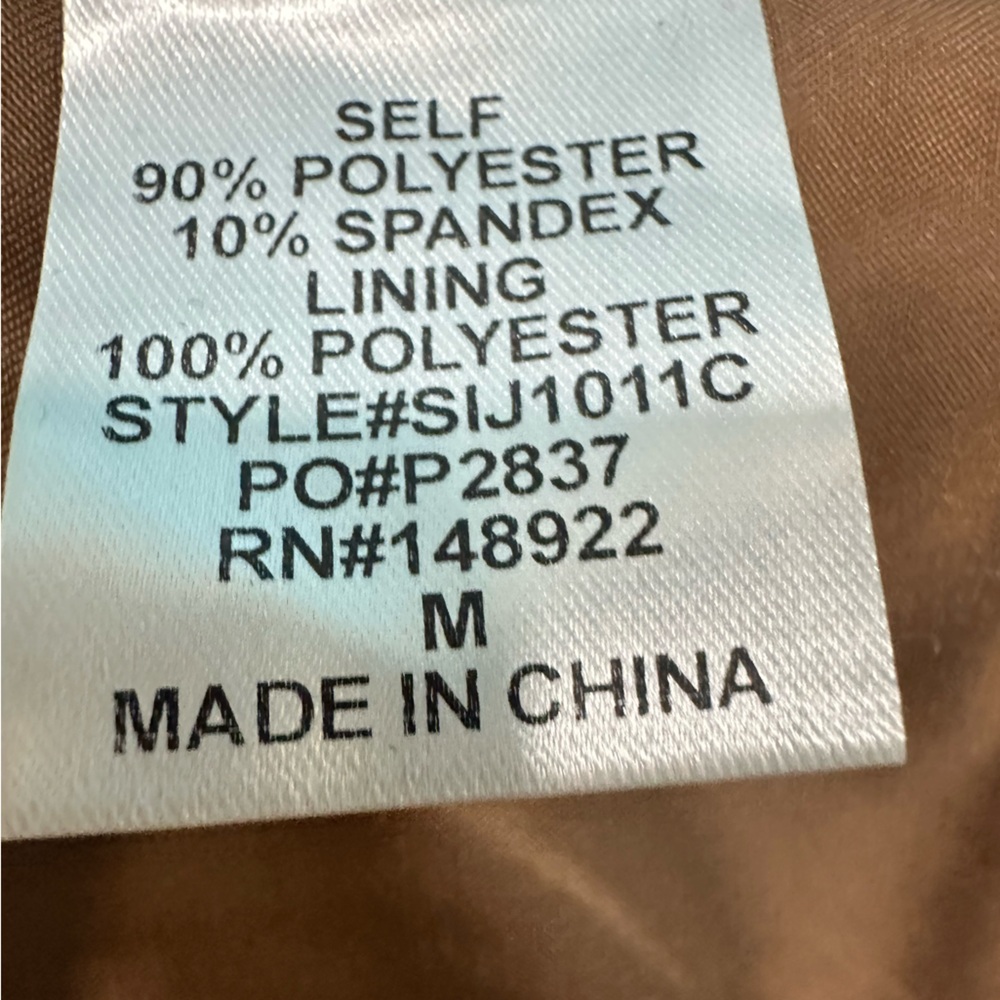 SELF
90% POLYESTER
10% SPANDEX
LINING
100% POLYESTER
STYLE#SIJ1011C
PO#P2837
RN#148922
M
MADE IN CHINA